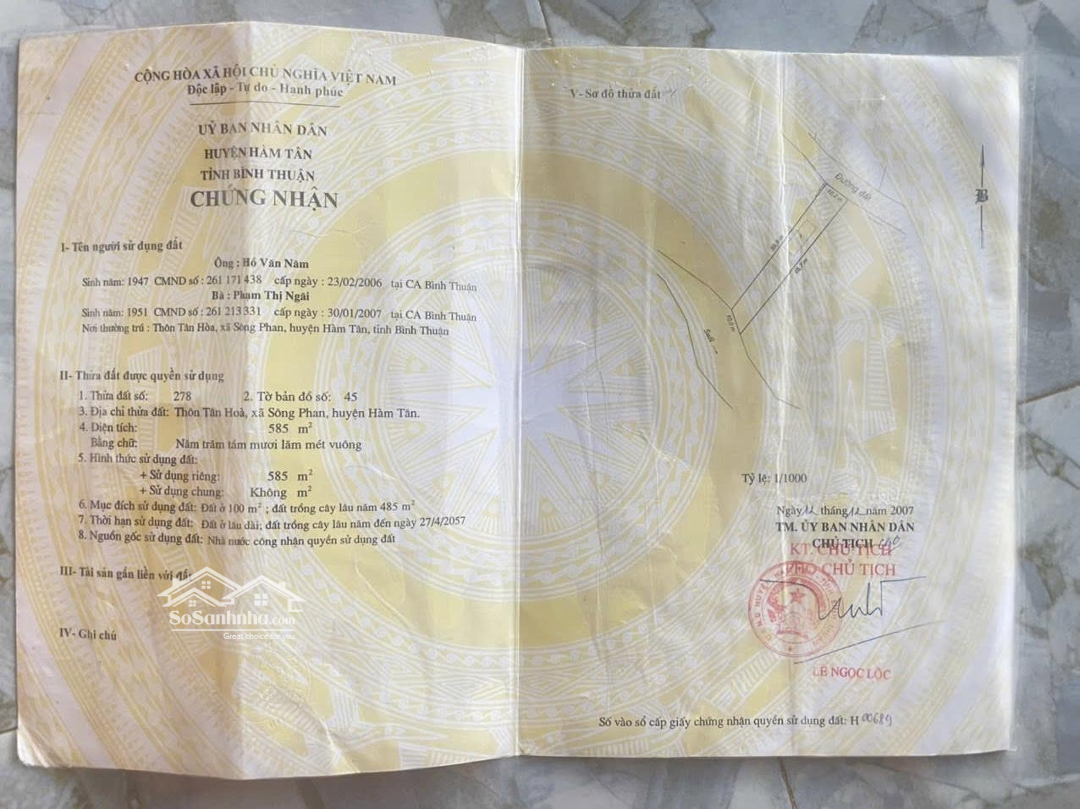 CỘNG HÒA XÃ HỘI CHỦ NGHĨA VIỆT NAM
Độc lập - Tự do - Hạnh phúc
UỶ BAN NHÂN DÂN
HUYỆN HÀM TÂN
TỈNH BÌNH THUẬN
CHỨNG NHẬN
I- Tên người sử dụng đất
Ông : Hồ Văn Năm
Sinh năm: 1947 CMND số : 261 171 438 cấp ngày : 23/02/2006 tại CA Bình Thuận
Bà : Phạm Thị Ngãi
Sinh năm: 1951 CMND số : 261 213 331 cấp ngày : 30/01/2007 tại CA Bình Thuận
Nơi thường trú : Thôn Tân Hòa, xã Sông Phan, huyện Hàm Tân, tỉnh Bình Thuận
II- Thửa đất được quyền sử dụng
1. Thửa đất số: 278 2. Tờ bản đồ số: 45
3. Địa chỉ thửa đất: Thôn Tân Hoà, xã Sông Phan, huyện Hàm Tân.
4. Diện tích: 585 m²
Bằng chữ: Năm trăm tám mươi lăm mét vuông
5. Hình thức sử dụng đất:
+ Sử dụng riêng: 585 m²
+ Sử dụng chung: Không m²
6. Mục đích sử dụng đất: Đất ở 100 m² ; đất trồng cây lâu năm 485 m²
7. Thời hạn sử dụng đất: Đất ở lâu dài; đất trồng cây lâu năm đến ngày 27/4/2057
8. Nguồn gốc sử dụng đất: Nhà nước công nhận quyền sử dụng đất
III- Tài sản gắn liền với đất
SoSanhnha.com
Great choice for you
IV- Ghi chú
V- Sơ đồ thửa đất
Đường đất
B
10.0 m
Suối
Tỷ lệ: 1/1000
Ngày 12 tháng 12 năm 2007
TM. ỦY BAN NHÂN DÂN
CHỦ TỊCH
KT. CHỦ TỊCH
PHÓ CHỦ TỊCH
LÊ NGỌC LỘC
Số vào sổ cấp giấy chứng nhận quyền sử dụng đất: H 00689